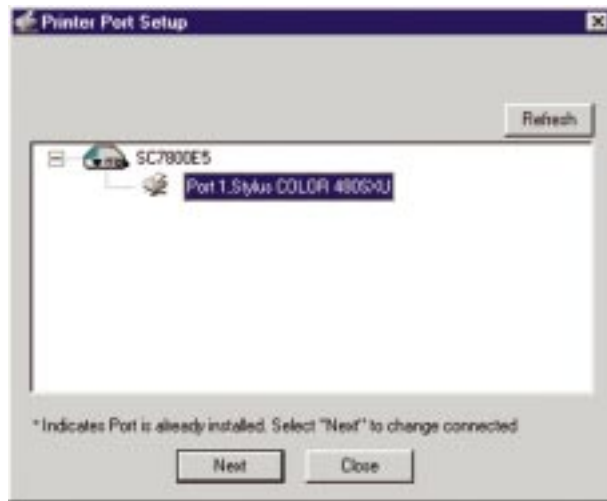 Printer Port Setup
Refresh
SC7800E5
Port 1.Stylus COLOR 480SXU
* Indicates Port is already installed. Select "Next" to change connected
Next
Close